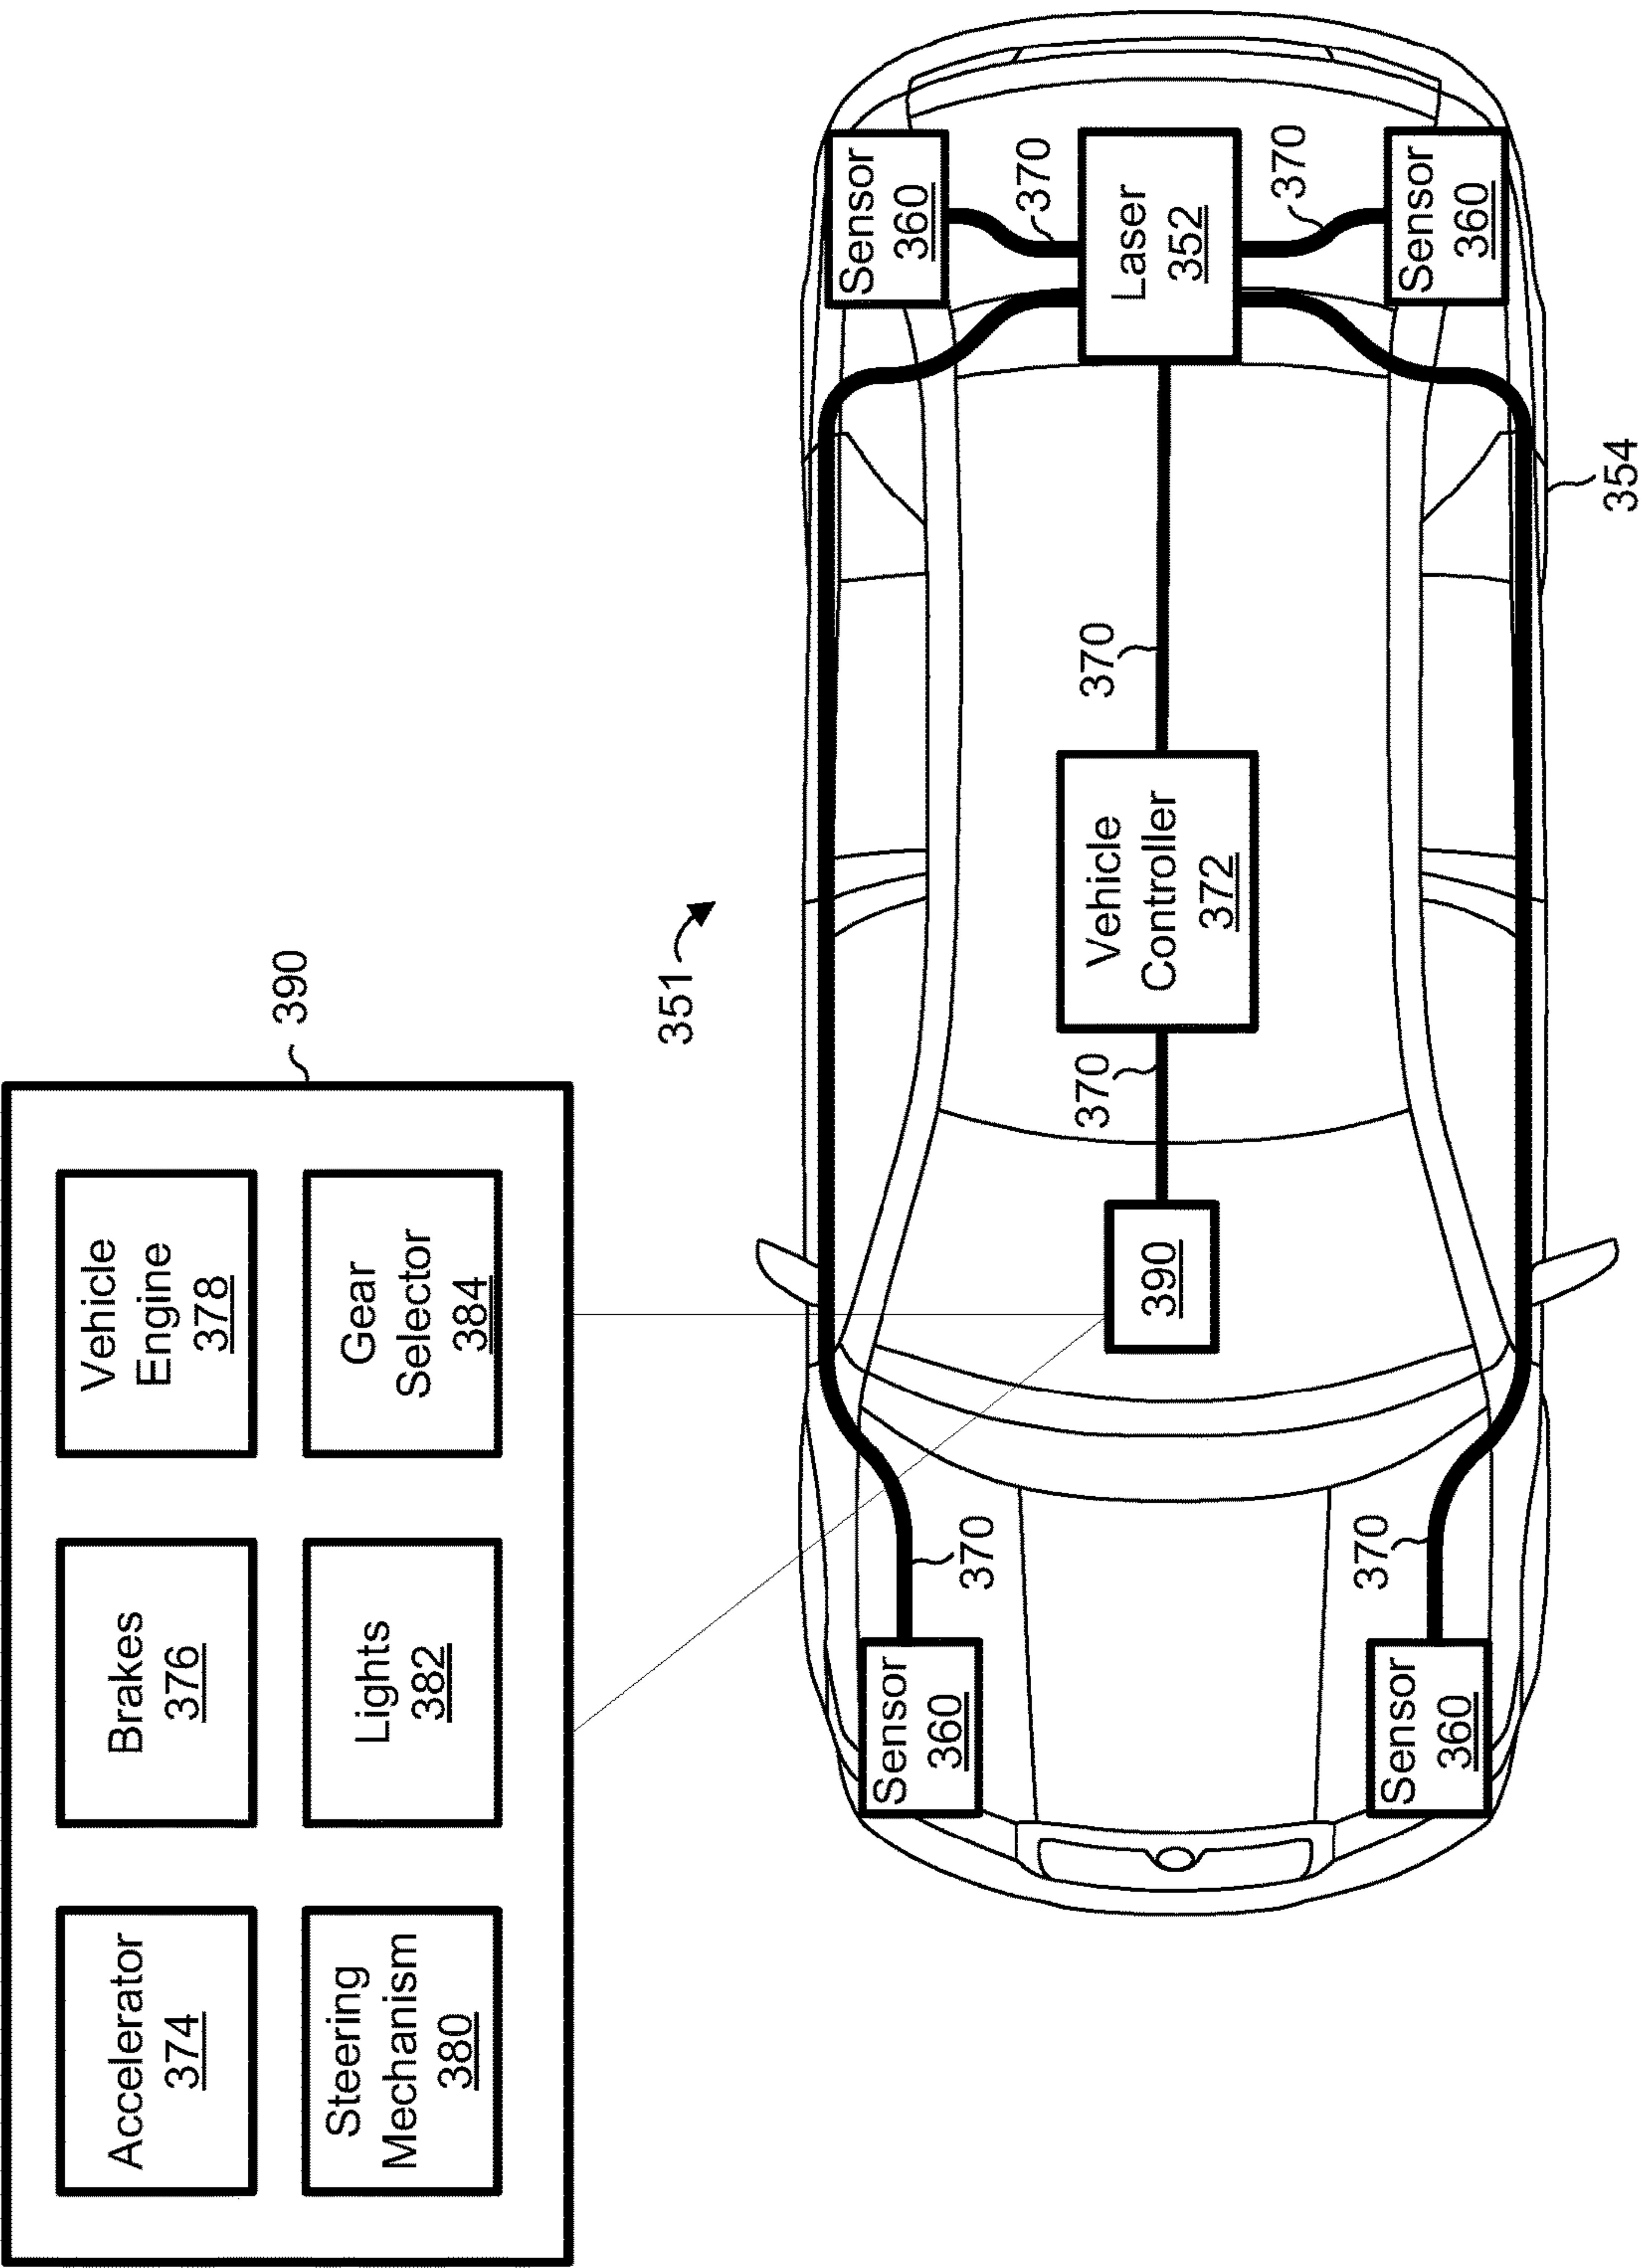 390
Accelerator
374
Brakes
376
Vehicle
Engine
378
Steering
Mechanism
380
Lights
382
Gear
Selector
384
351
Sensor
360
370
Sensor
360
370
390
370
Vehicle
Controller
372
370
Laser
352
370
370
Sensor
360
370
Sensor
360
354